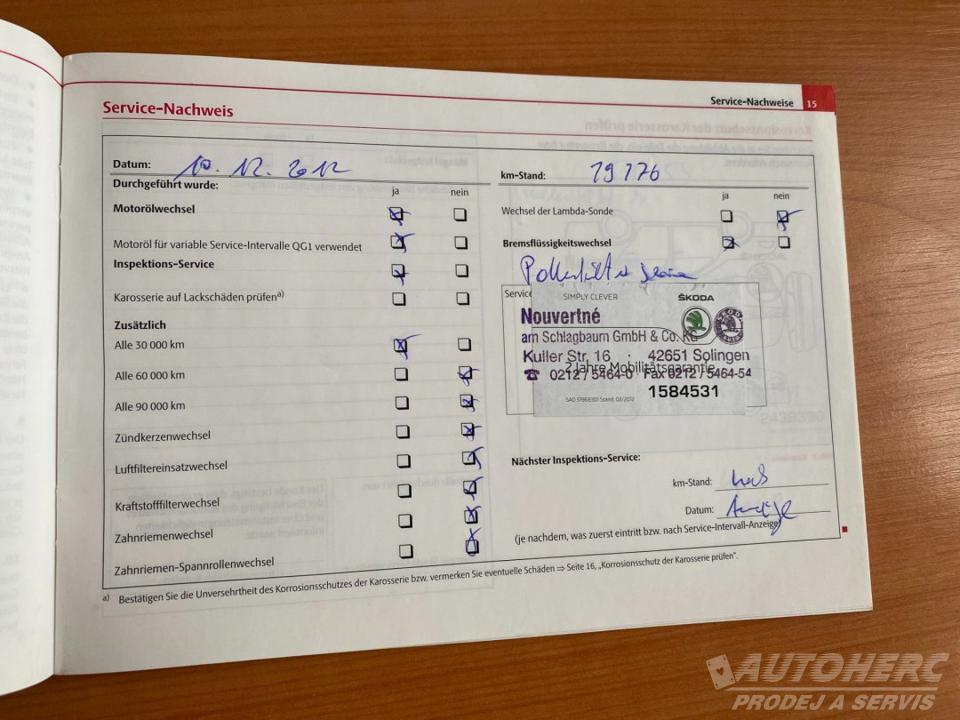 Service-Nachweise 15
Service-Nachweis
Datum: 10. 12. 2012
km-Stand: 19 776
Durchgeführt wurde:
ja nein
ja nein
Motorölwechsel
Wechsel der Lambda-Sonde
Motoröl für variable Service-Intervalle QG1 verwendet
Bremsflüssigkeitswechsel
Inspektions-Service
Karosserie auf Lackschäden prüfen a)
Service
SIMPLY CLEVER ŠKODA
Nouvertné
am Schlagbaum GmbH & Co. KG
Kuller Str. 16 · 42651 Solingen
2 Jahre Mobilitätsgarantie
☎ 0212 / 5464-0 Fax 0212 / 5464-54
1584531
Zusätzlich
Alle 30 000 km
Alle 60 000 km
Alle 90 000 km
Zündkerzenwechsel
Luftfiltereinsatzwechsel
Kraftstofffilterwechsel
Zahnriemenwechsel
Zahnriemen-Spannrollenwechsel
Nächster Inspektions-Service:
km-Stand: nach
Datum: Anzeige
(je nachdem, was zuerst eintritt bzw. nach Service-Intervall-Anzeige)
a) Bestätigen Sie die Unversehrtheit des Korrosionsschutzes der Karosserie bzw. vermerken Sie eventuelle Schäden ⇒ Seite 16, „Korrosionsschutz der Karosserie prüfen".
AUTOHERC
PRODEJ A SERVIS